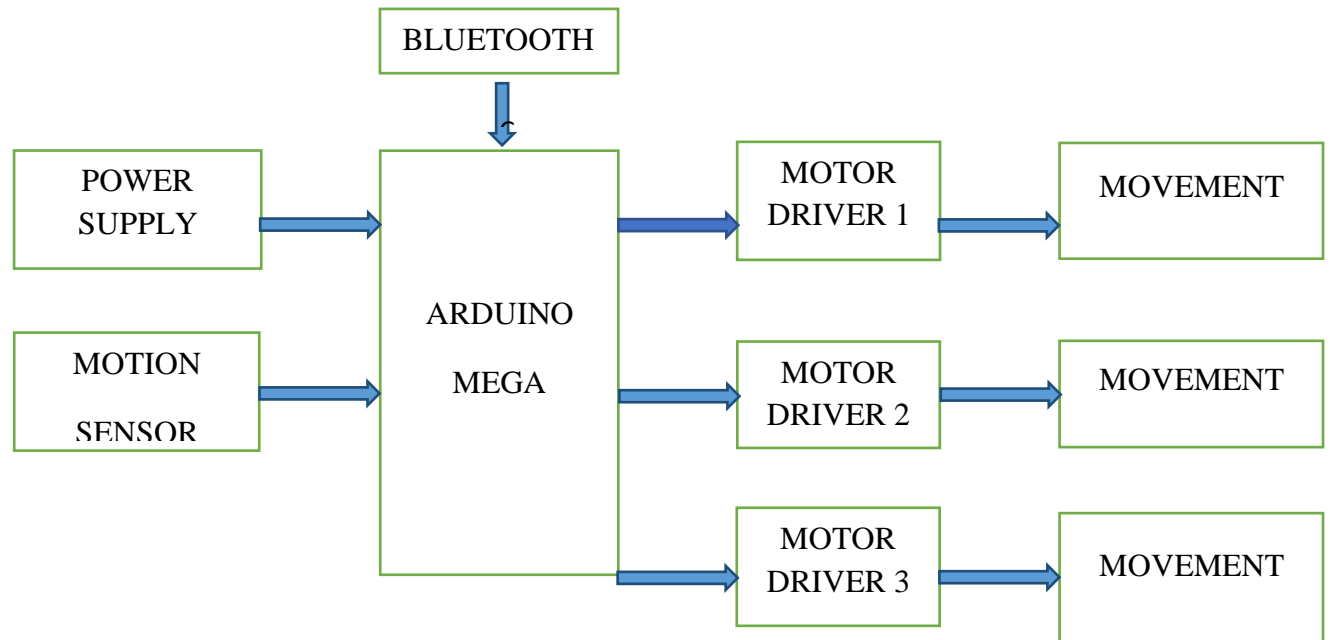 BLUETOOTH
POWER
SUPPLY
MOTOR
DRIVER 1
MOVEMENT
ARDUINO
MEGA
MOTION
SENSOR
MOTOR
DRIVER 2
MOVEMENT
MOTOR
DRIVER 3
MOVEMENT